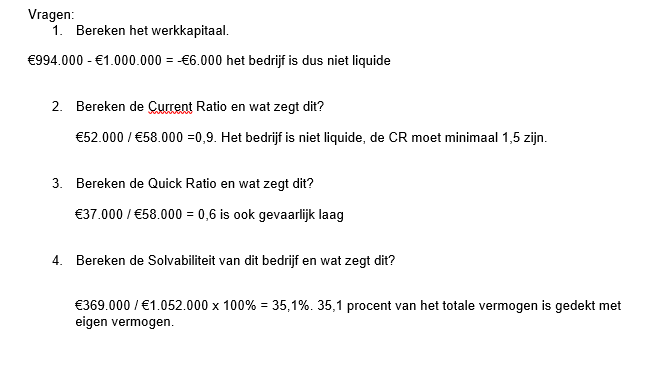 Vragen:
1. Bereken het werkkapitaal.
€994.000 - €1.000.000 = -€6.000 het bedrijf is dus niet liquide
2. Bereken de Current Ratio en wat zegt dit?
€52.000 / €58.000 =0,9. Het bedrijf is niet liquide, de CR moet minimaal 1,5 zijn.
3. Bereken de Quick Ratio en wat zegt dit?
€37.000 / €58.000 = 0,6 is ook gevaarlijk laag
4. Bereken de Solvabiliteit van dit bedrijf en wat zegt dit?
€369.000 / €1.052.000 x 100% = 35,1%. 35,1 procent van het totale vermogen is gedekt met
eigen vermogen.